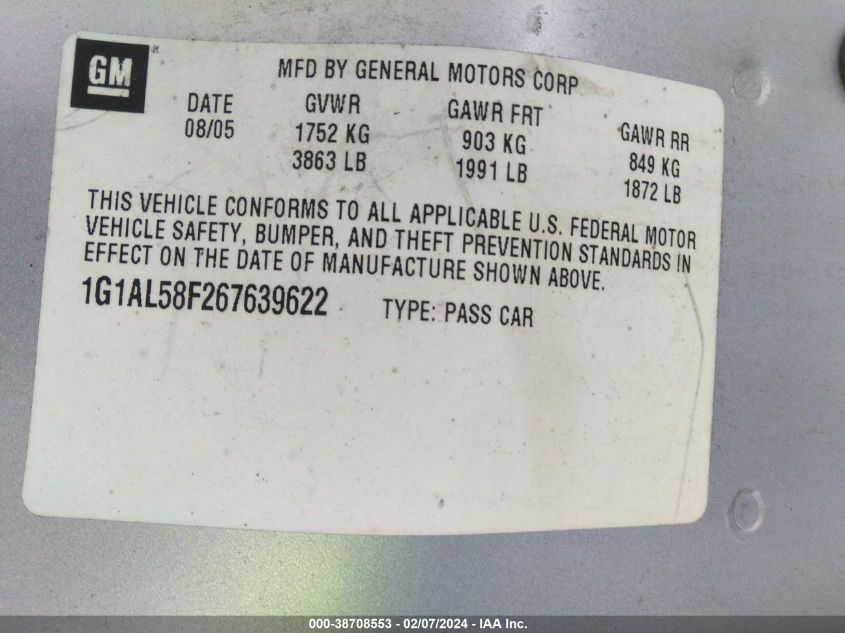 GM
MFD BY GENERAL MOTORS CORP
DATE GVWR GAWR FRT GAWR RR
08/05 1752 KG 903 KG 849 KG
3863 LB 1991 LB 1872 LB
THIS VEHICLE CONFORMS TO ALL APPLICABLE U.S. FEDERAL MOTOR
VEHICLE SAFETY, BUMPER, AND THEFT PREVENTION STANDARDS IN
EFFECT ON THE DATE OF MANUFACTURE SHOWN ABOVE.
1G1AL58F267639622 TYPE: PASS CAR
000-38708553 — 02/07/2024 — IAA Inc.